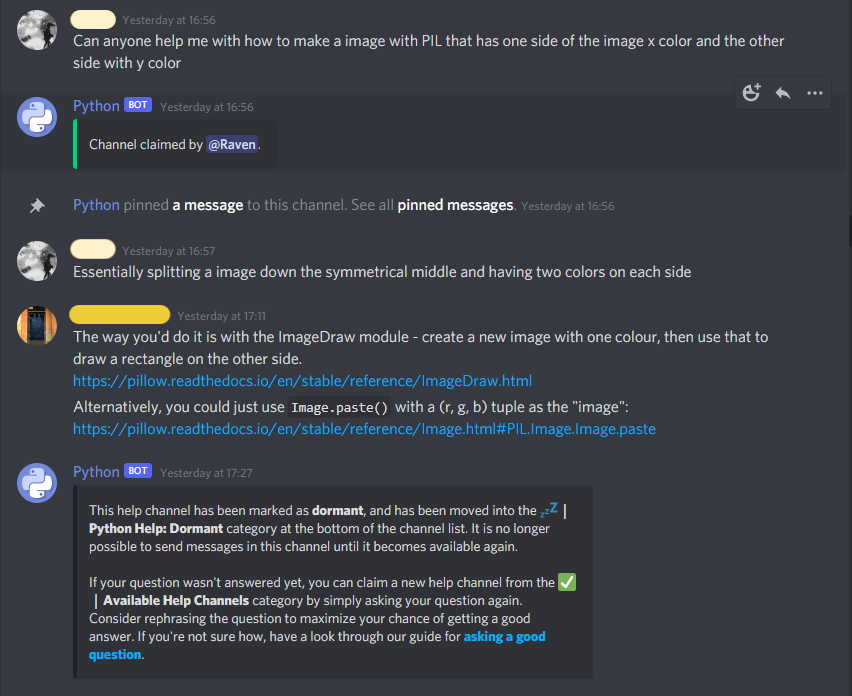 Yesterday at 16:56
Can anyone help me with how to make a image with PIL that has one side of the image x color and the other
side with y color
Python BOT Yesterday at 16:56
Channel claimed by @Raven.
Python pinned a message to this channel. See all pinned messages. Yesterday at 16:56
Yesterday at 16:57
Essentially splitting a image down the symmetrical middle and having two colors on each side
Yesterday at 17:11
The way you'd do it is with the ImageDraw module - create a new image with one colour, then use that to
draw a rectangle on the other side.
https://pillow.readthedocs.io/en/stable/reference/ImageDraw.html
Alternatively, you could just use Image.paste() with a (r, g, b) tuple as the "image":
https://pillow.readthedocs.io/en/stable/reference/Image.html#PIL.Image.Image.paste
Python BOT Yesterday at 17:27
This help channel has been marked as dormant, and has been moved into the 💤 |
Python Help: Dormant category at the bottom of the channel list. It is no longer
possible to send messages in this channel until it becomes available again.
If your question wasn't answered yet, you can claim a new help channel from the ✅
| Available Help Channels category by simply asking your question again.
Consider rephrasing the question to maximize your chance of getting a good
answer. If you're not sure how, have a look through our guide for asking a good
question.